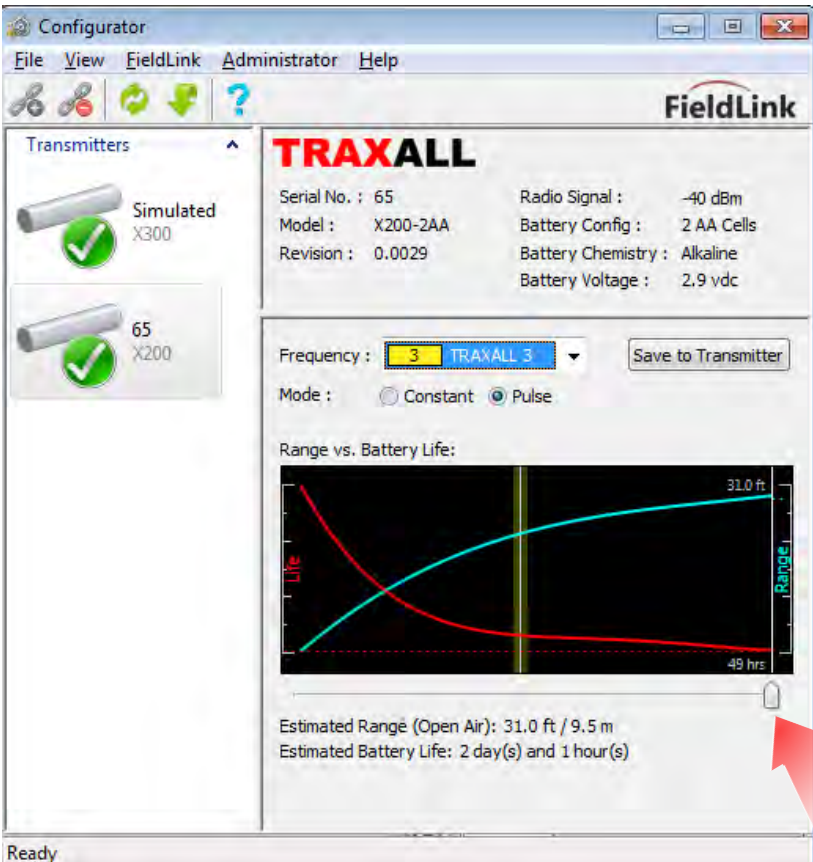 Configurator
File View FieldLink Administrator Help
FieldLink
Transmitters
Simulated
X300
65
X200
TRAXALL
Serial No. : 65 Radio Signal : -40 dBm
Model : X200-2AA Battery Config : 2 AA Cells
Revision : 0.0029 Battery Chemistry : Alkaline
Battery Voltage : 2.9 vdc
Frequency : 3 TRAXALL 3 Save to Transmitter
Mode : Constant Pulse
Range vs. Battery Life:
31.0 ft
Life
Range
49 hrs
Estimated Range (Open Air): 31.0 ft / 9.5 m
Estimated Battery Life: 2 day(s) and 1 hour(s)
Ready